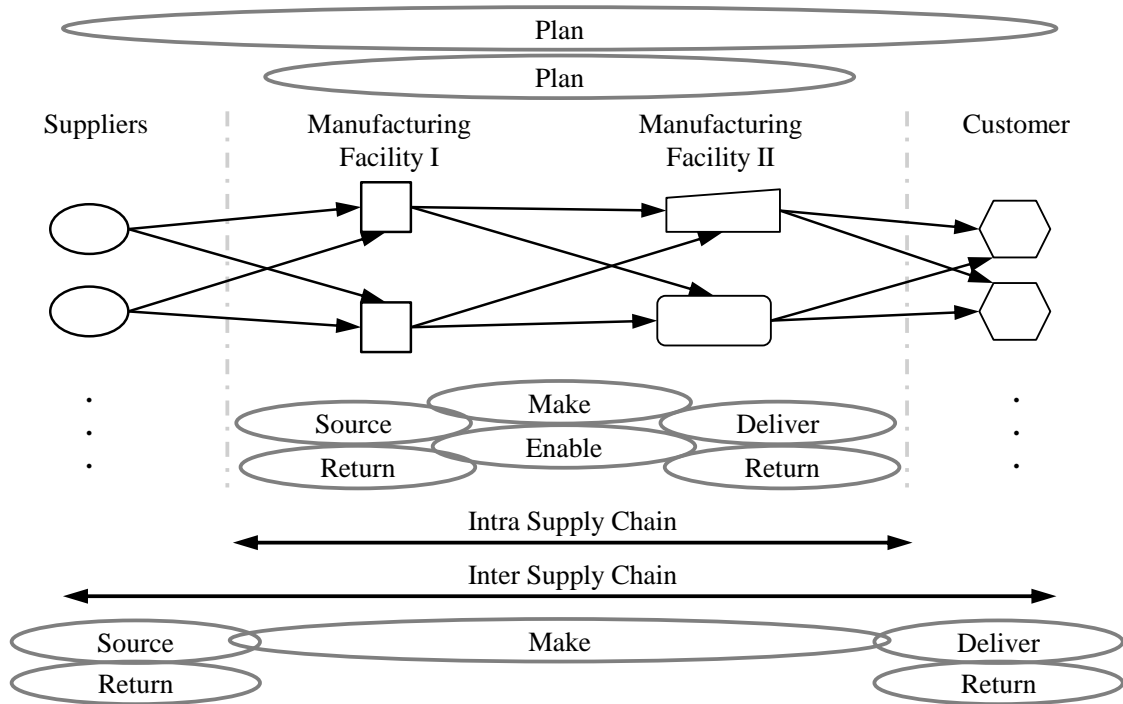 Plan
Plan
Suppliers
Manufacturing
Facility I
Manufacturing
Facility II
Customer
Make
Source
Deliver
Enable
Return
Return
Intra Supply Chain
Inter Supply Chain
Source
Make
Deliver
Return
Return